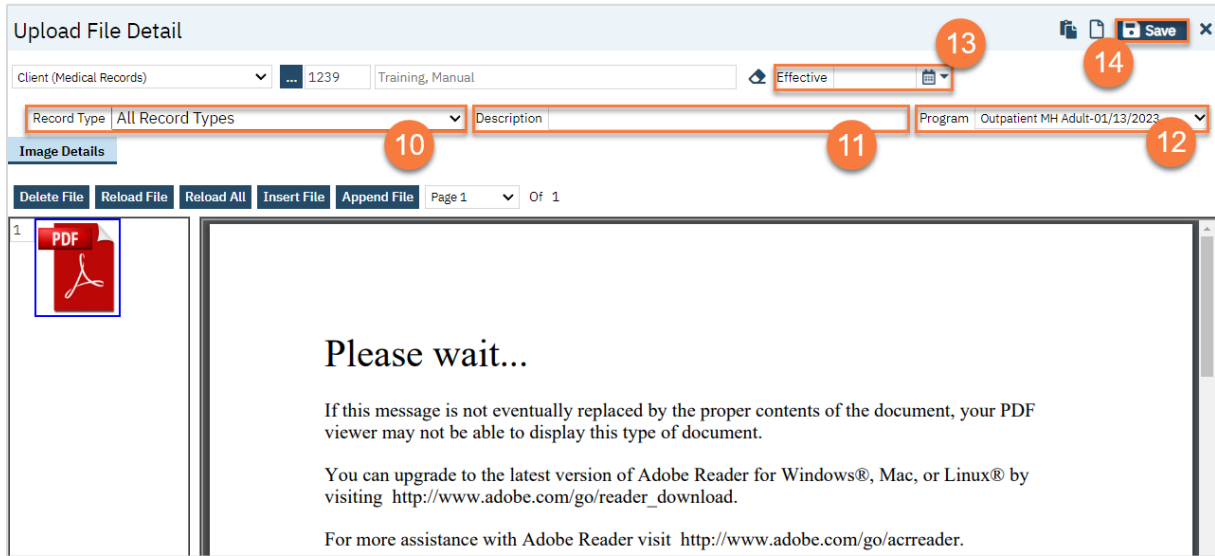 Upload File Detail
Save
13
14
Client (Medical Records)
... 1239 Training, Manual
Effective
Record Type All Record Types
Description
Program Outpatient MH Adult-01/13/2023
10
11
12
Image Details
Delete File Reload File Reload All Insert File Append File Page 1 Of 1
1
PDF
Please wait...
If this message is not eventually replaced by the proper contents of the document, your PDF
viewer may not be able to display this type of document.
You can upgrade to the latest version of Adobe Reader for Windows®, Mac, or Linux® by
visiting http://www.adobe.com/go/reader_download.
For more assistance with Adobe Reader visit http://www.adobe.com/go/acrreader.